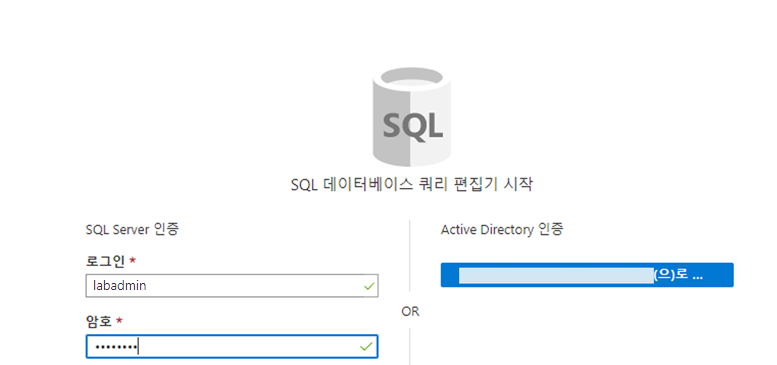 SQL
SQL 데이터베이스 쿼리 편집기 시작
SQL Server 인증
로그인 *
labadmin
암호 *
••••••••
OR
Active Directory 인증
(으)로 ...